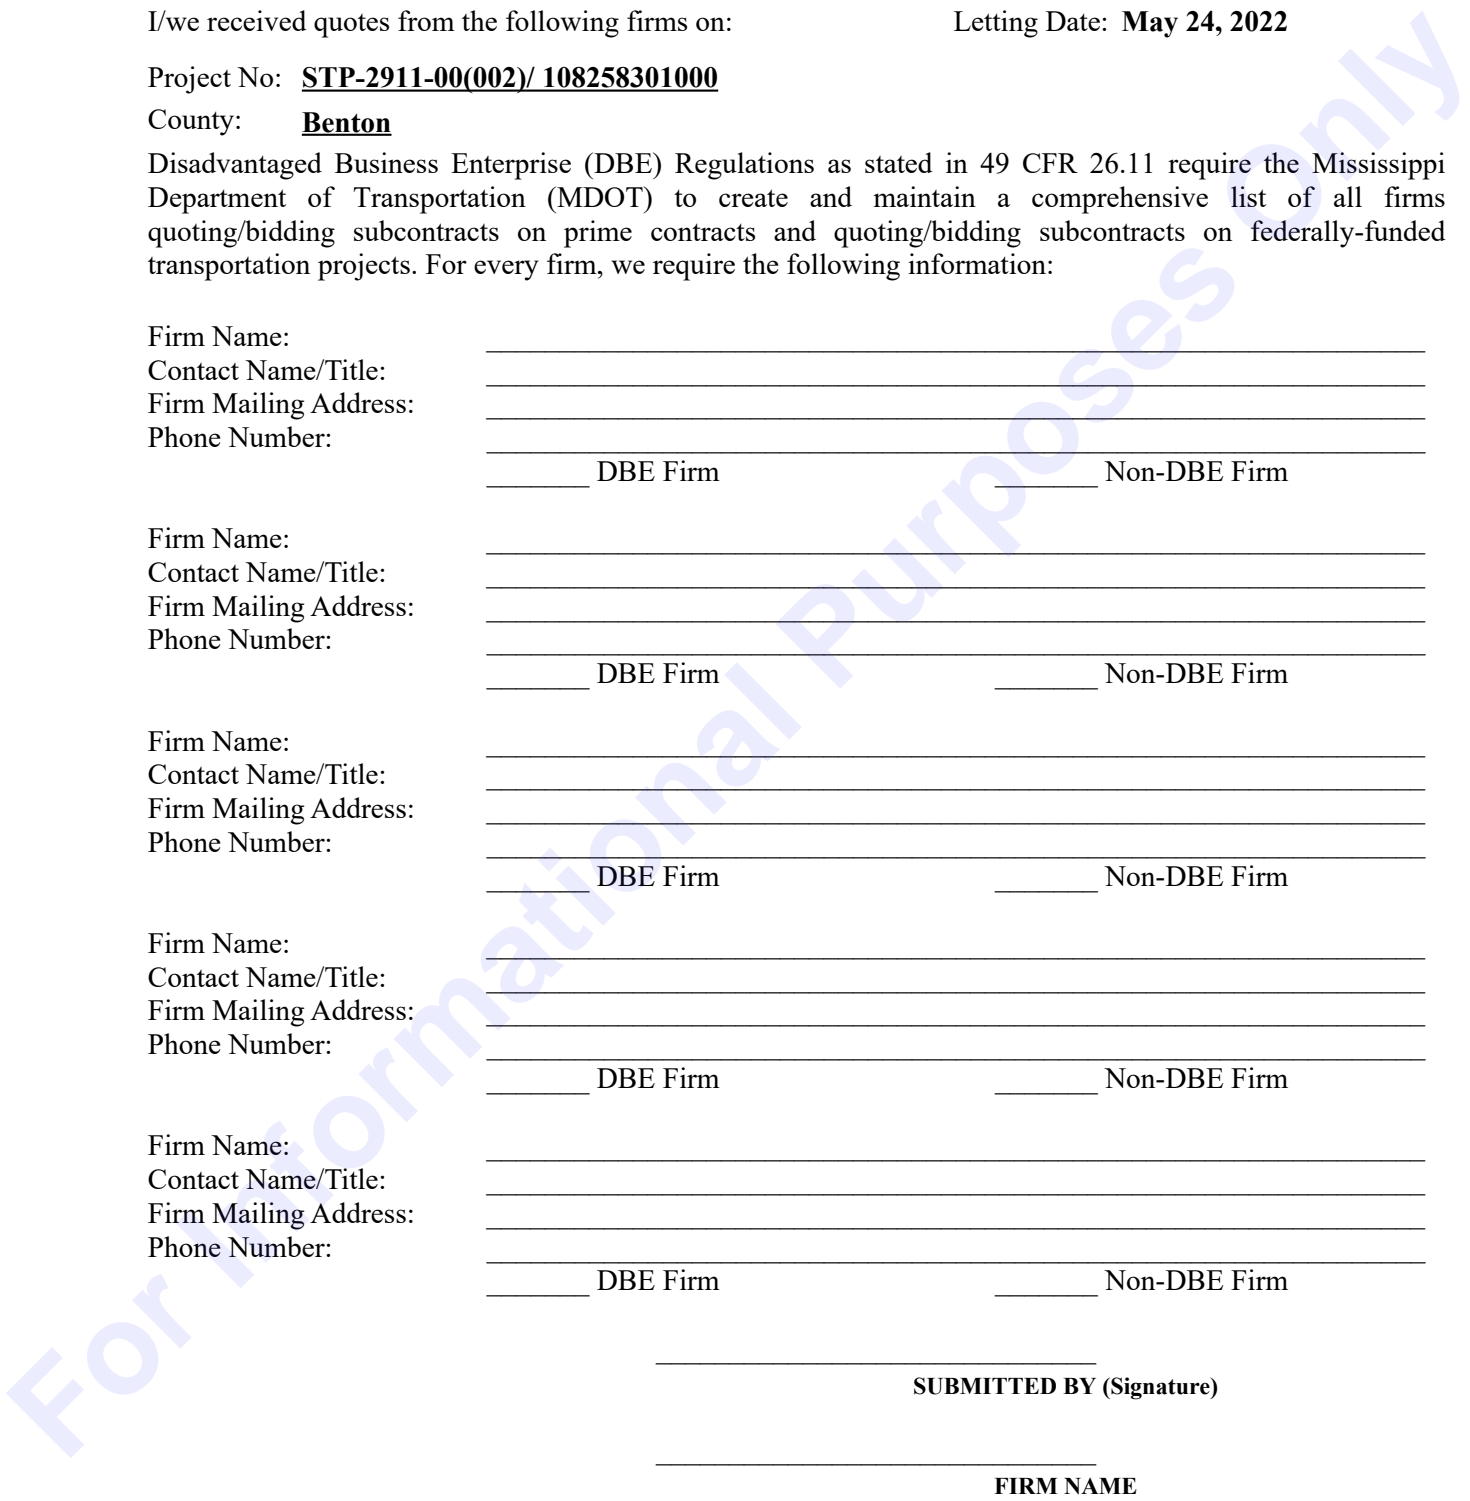 I/we received quotes from the following firms on: Letting Date: May 24, 2022
Project No: STP-2911-00(002)/ 108258301000
County: Benton
Disadvantaged Business Enterprise (DBE) Regulations as stated in 49 CFR 26.11 require the Mississippi
Department of Transportation (MDOT) to create and maintain a comprehensive list of all firms
quoting/bidding subcontracts on prime contracts and quoting/bidding subcontracts on federally-funded
transportation projects. For every firm, we require the following information:
Firm Name:
Contact Name/Title:
Firm Mailing Address:
Phone Number:
DBE Firm Non-DBE Firm
Firm Name:
Contact Name/Title:
Firm Mailing Address:
Phone Number:
DBE Firm Non-DBE Firm
Firm Name:
Contact Name/Title:
Firm Mailing Address:
Phone Number:
DBE Firm Non-DBE Firm
Firm Name:
Contact Name/Title:
Firm Mailing Address:
Phone Number:
DBE Firm Non-DBE Firm
Firm Name:
Contact Name/Title:
Firm Mailing Address:
Phone Number:
DBE Firm Non-DBE Firm
SUBMITTED BY (Signature)
FIRM NAME
For Informational Purposes Only